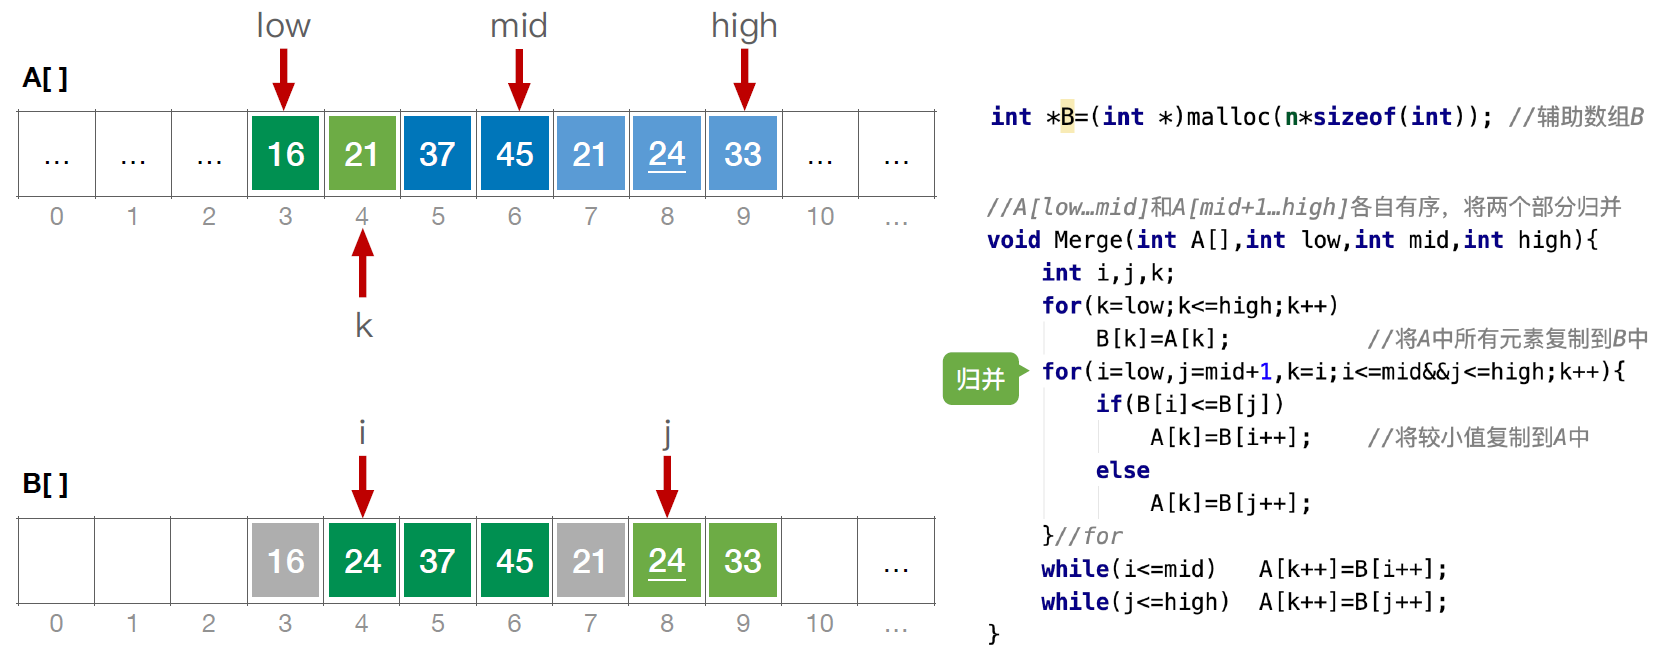 low mid high
A[ ]
... ... ... 16 21 37 45 21 24 33 ... ...
0 1 2 3 4 5 6 7 8 9 10 ...
k
i j
B[ ]
16 24 37 45 21 24 33 ...
0 1 2 3 4 5 6 7 8 9 10 ...
int *B=(int *)malloc(n*sizeof(int)); //辅助数组B
//A[low…mid]和A[mid+1…high]各自有序，将两个部分归并
void Merge(int A[],int low,int mid,int high){
int i,j,k;
for(k=low;k<=high;k++)
B[k]=A[k]; //将A中所有元素复制到B中
归并
for(i=low,j=mid+1,k=i;i<=mid&&j<=high;k++){
if(B[i]<=B[j])
A[k]=B[i++]; //将较小值复制到A中
else
A[k]=B[j++];
}//for
while(i<=mid) A[k++]=B[i++];
while(j<=high) A[k++]=B[j++];
}